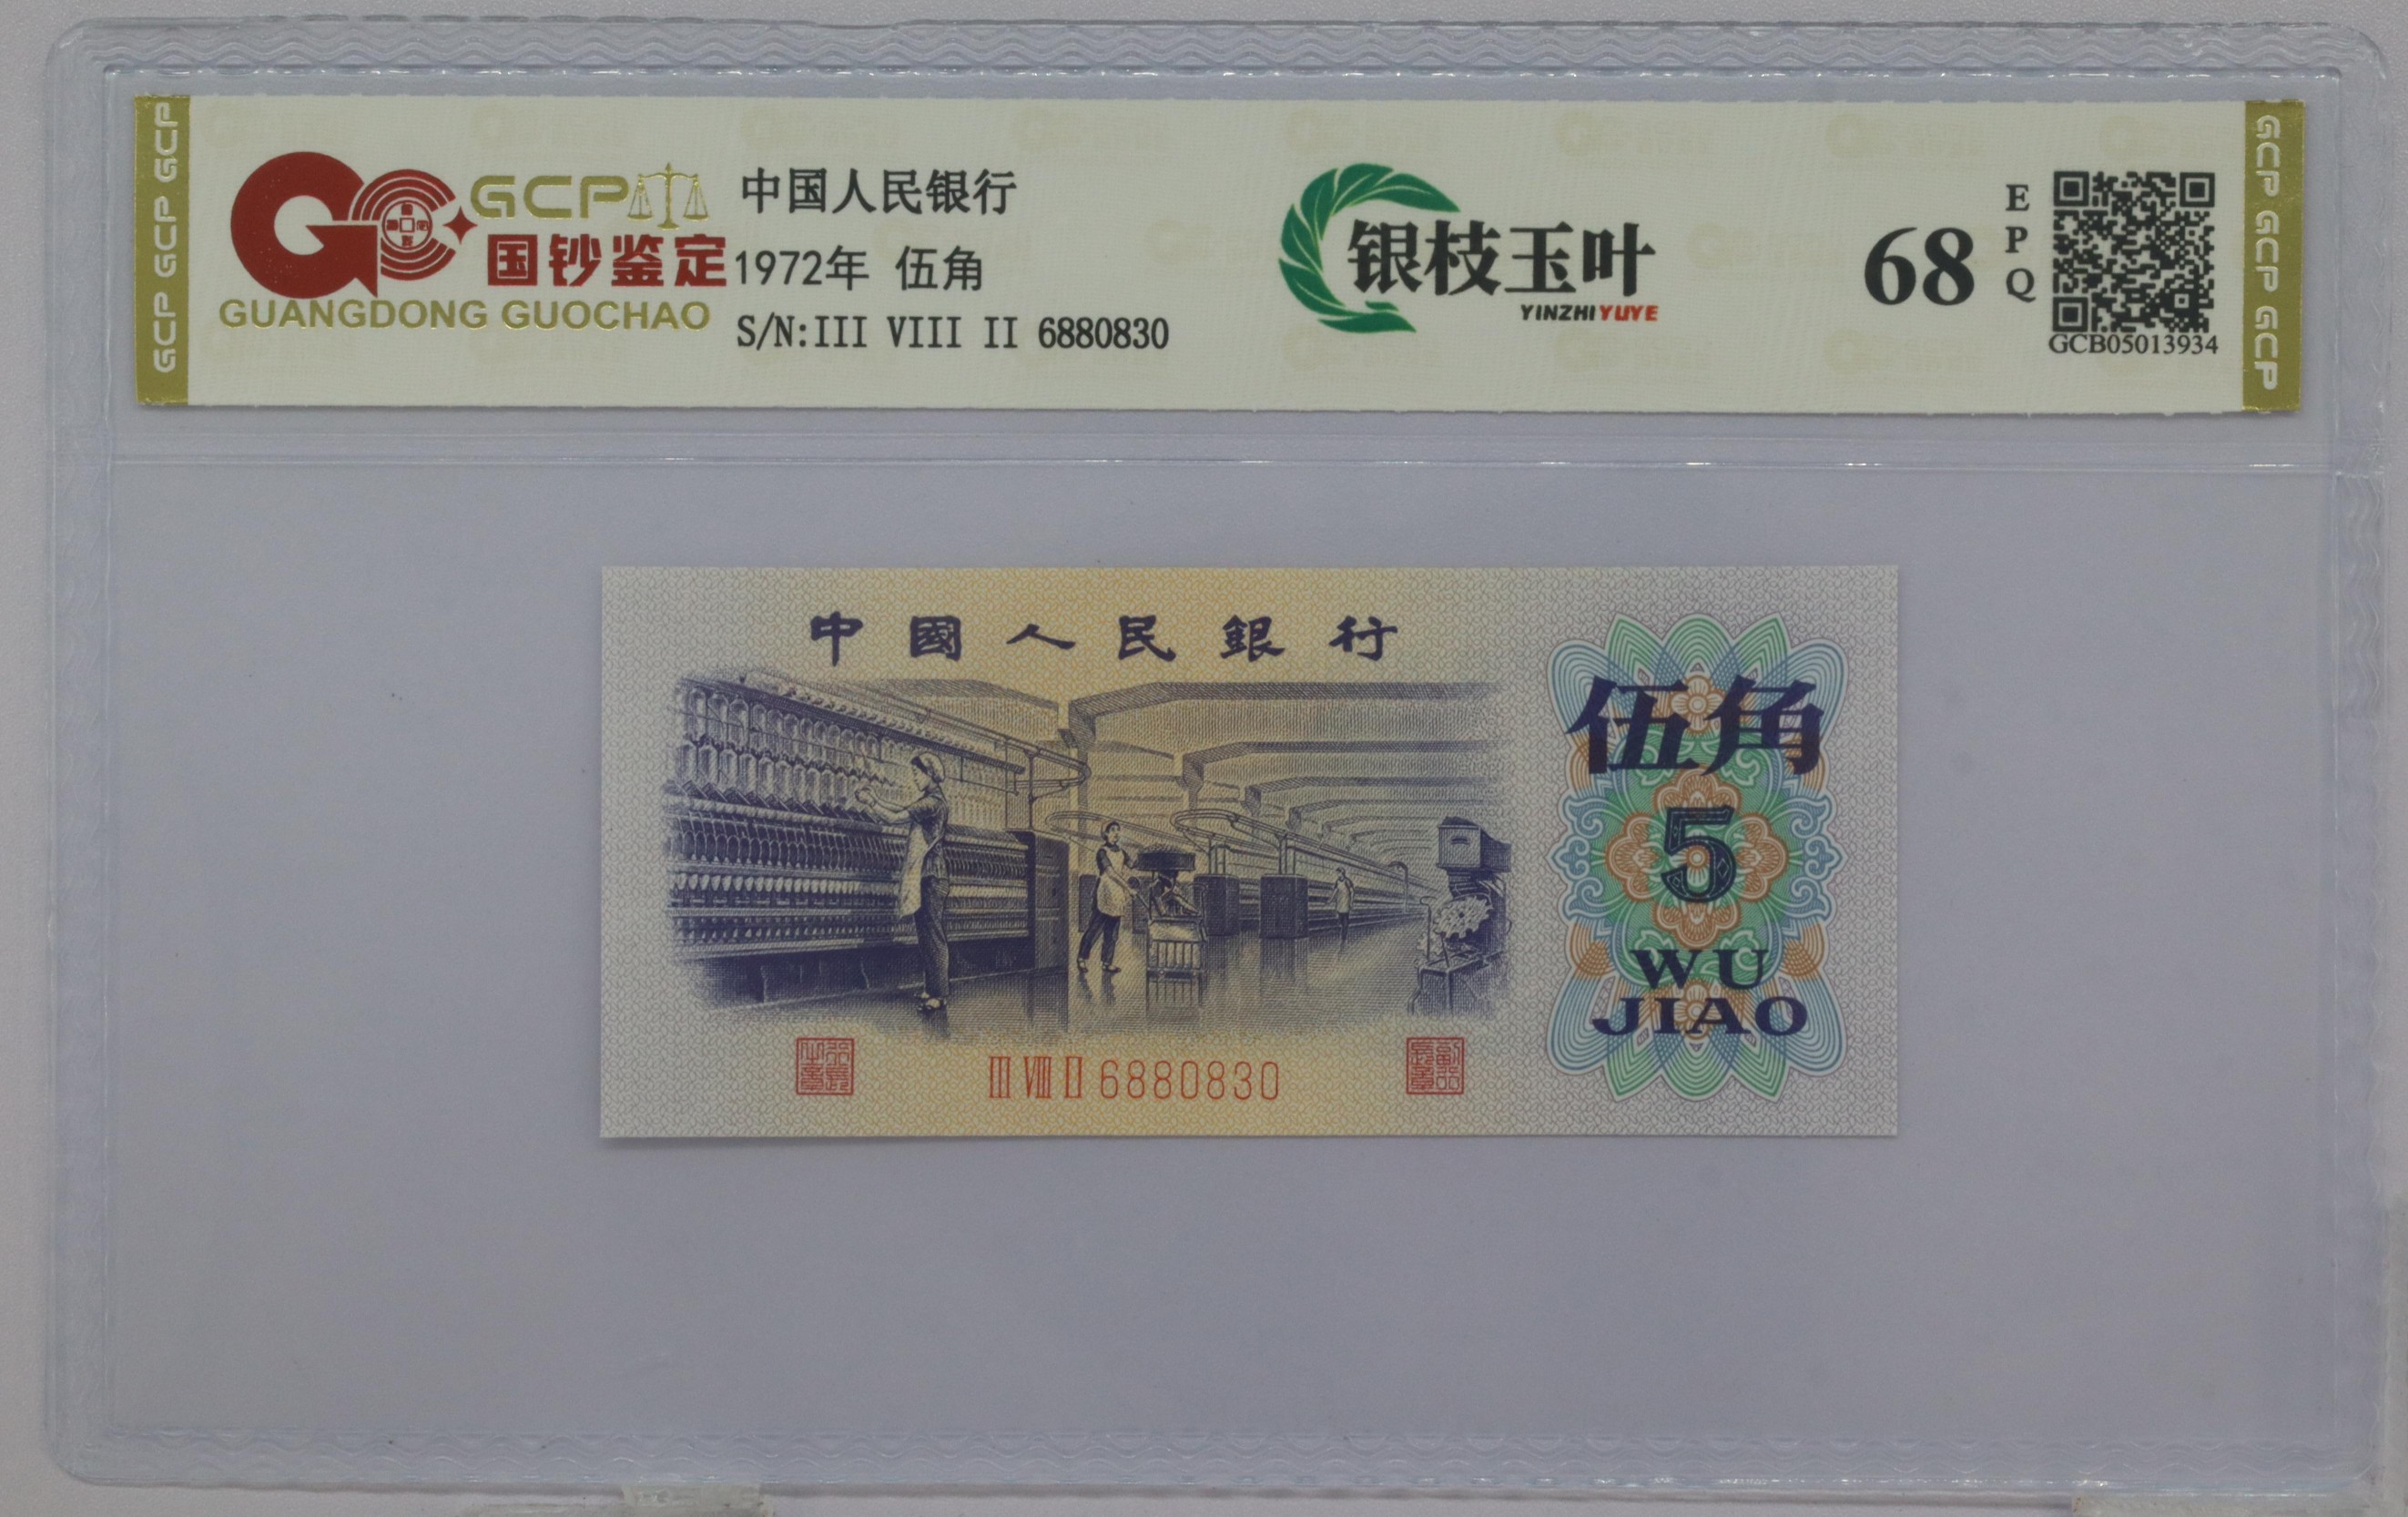 GCP GCP GCP
GCP
国钞鉴定
GUANGDONG GUOCHAO
中国人民银行
1972年 伍角
S/N:III VIII II 6880830
银枝玉叶
YINZHIYUYE
68
EPQ
GCB05013934
GCP GCP GCP
中國人民銀行
伍角
5
WU
JIAO
III VIII II 6880830